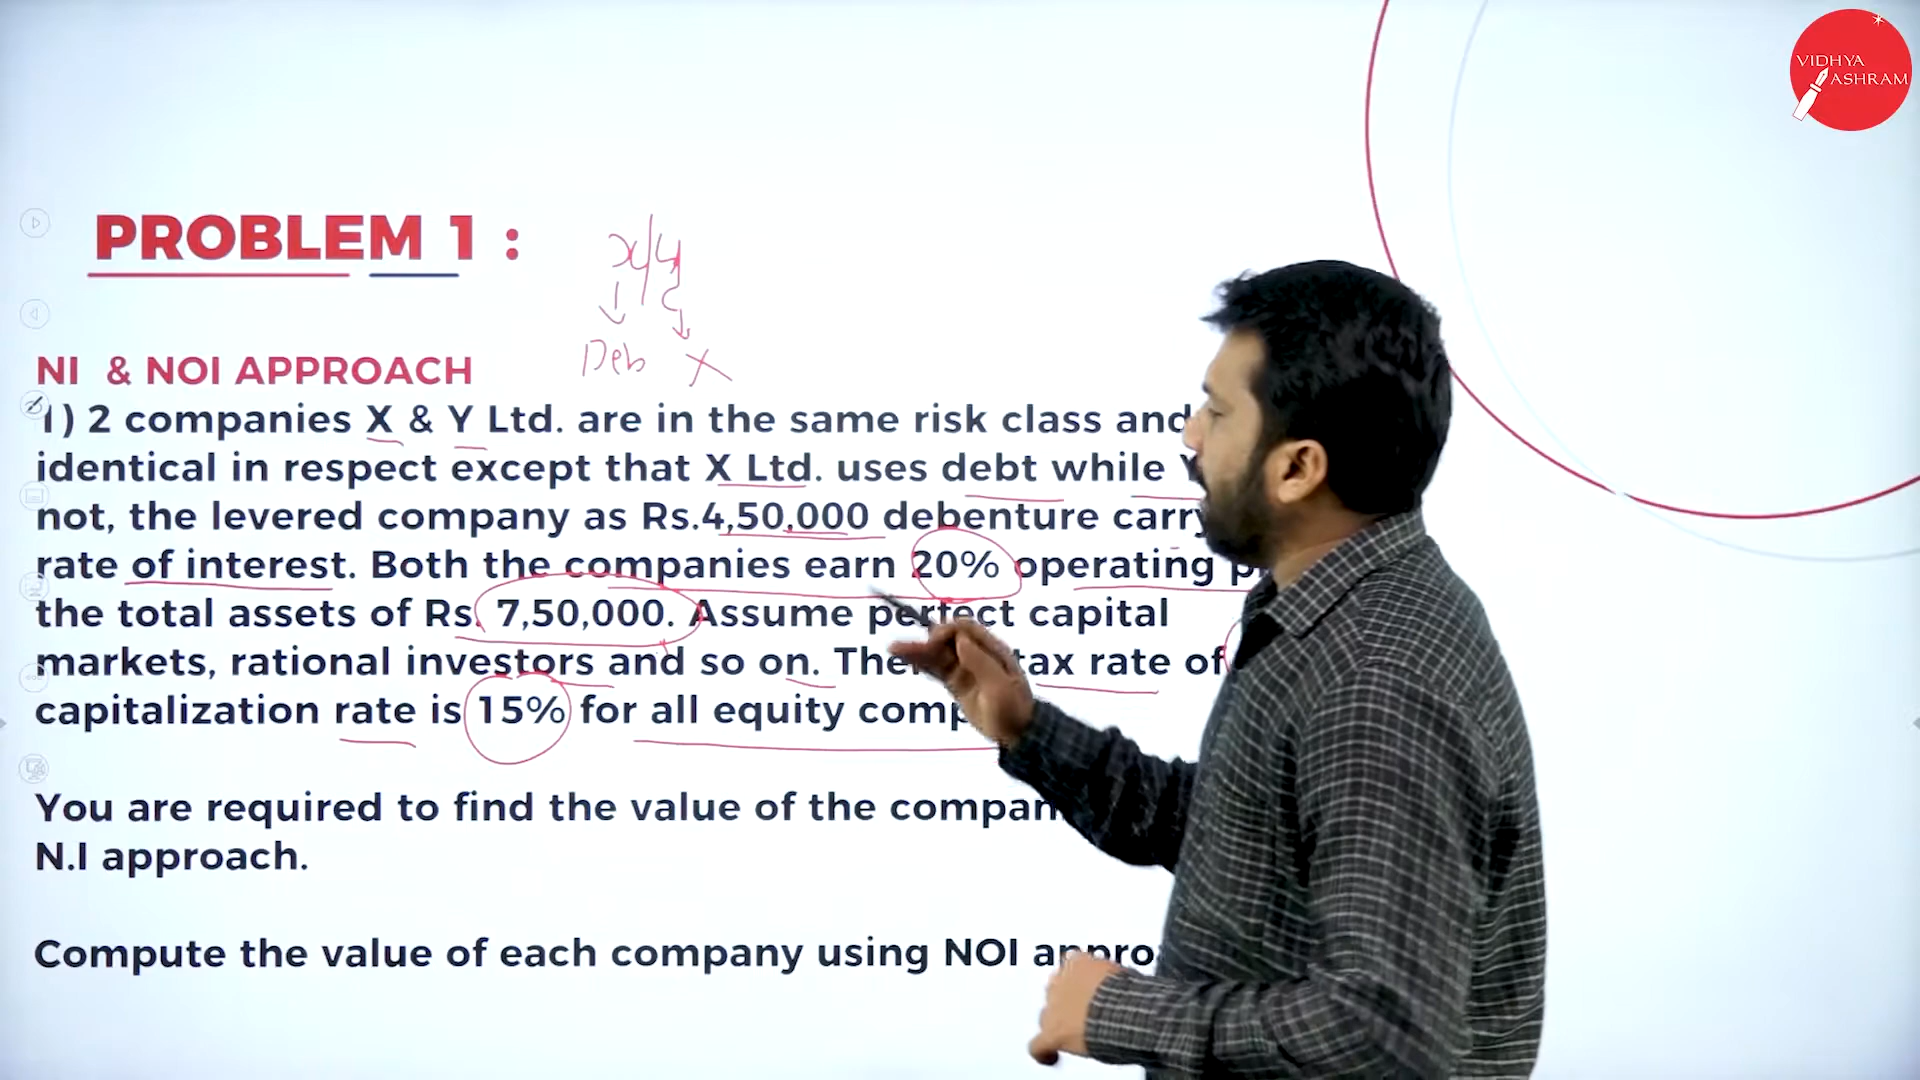 VIDHYA
ASHRAM
PROBLEM 1 :
x/y
Deb X
NI & NOI APPROACH
1) 2 companies X & Y Ltd. are in the same risk class and
identical in respect except that X Ltd. uses debt while Y
not, the levered company as Rs.4,50,000 debenture carry
rate of interest. Both the companies earn 20% operating
the total assets of Rs. 7,50,000. Assume perfect capital
markets, rational investors and so on. tax rate of
capitalization rate is 15% for all equity
You are required to find the value of the
N.I approach.
Compute the value of each company using NOI